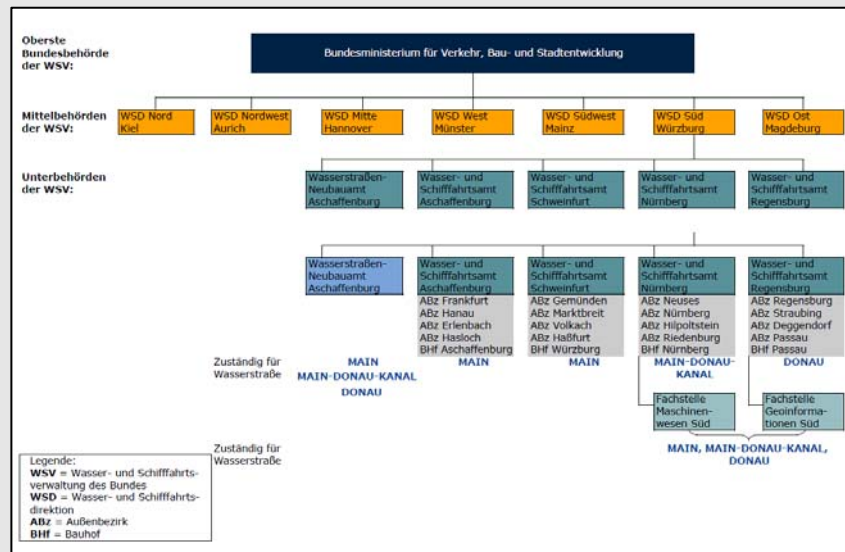 Oberste
Bundesbehörde
der WSV:
Bundesministerium für Verkehr, Bau- und Stadtentwicklung
Mittelbehörden
der WSV:
WSD Nord
Kiel
WSD Nordwest
Aurich
WSD Mitte
Hannover
WSD West
Münster
WSD Südwest
Mainz
WSD Süd
Würzburg
WSD Ost
Magdeburg
Unterbehörden
der WSV:
Wasserstraßen-
Neubauamt
Aschaffenburg
Wasser- und
Schifffahrtsamt
Aschaffenburg
Wasser- und
Schifffahrtsamt
Schweinfurt
Wasser- und
Schifffahrtsamt
Nürnberg
Wasser- und
Schifffahrtsamt
Regensburg
Wasserstraßen-
Neubauamt
Aschaffenburg
Wasser- und
Schifffahrtsamt
Aschaffenburg
ABz Frankfurt
ABz Hanau
ABz Erlenbach
ABz Hasloch
BHf Aschaffenburg
Wasser- und
Schifffahrtsamt
Schweinfurt
ABz Gemünden
ABz Marktbreit
ABz Volkach
ABz Haßfurt
BHf Würzburg
Wasser- und
Schifffahrtsamt
Nürnberg
ABz Neuses
ABz Nürnberg
ABz Hilpoltstein
ABz Riedenburg
BHf Nürnberg
Wasser- und
Schifffahrtsamt
Regensburg
ABz Regensburg
ABz Straubing
ABz Deggendorf
ABz Passau
BHf Passau
Zuständig für
Wasserstraße
MAIN
MAIN-DONAU-KANAL
DONAU
MAIN
MAIN
MAIN-DONAU-
KANAL
DONAU
Fachstelle
Maschinen-
wesen Süd
Fachstelle
Geoinforma-
tionen Süd
Zuständig für
Wasserstraße
MAIN, MAIN-DONAU-KANAL,
DONAU
Legende:
WSV = Wasser- und Schifffahrts-
verwaltung des Bundes
WSD = Wasser- und Schifffahrts-
direktion
ABz = Außenbezirk
BHf = Bauhof